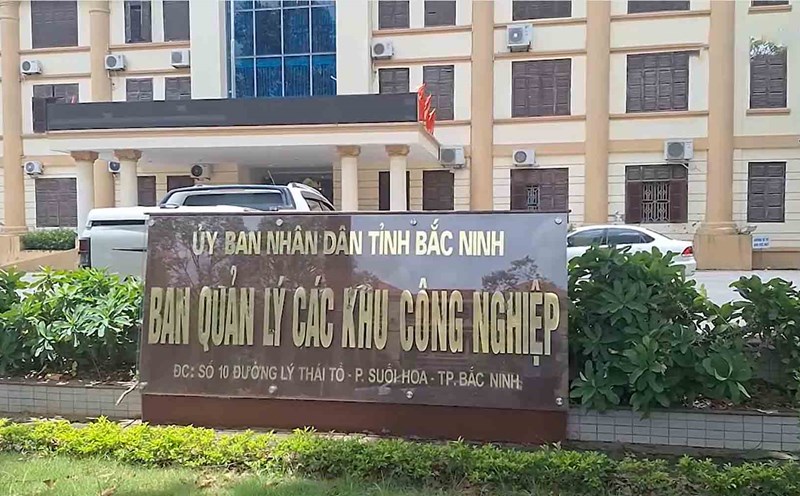 ỦY BAN NHÂN DÂN TỈNH BẮC NINH
BAN QUẢN LÝ CÁC KHU CÔNG NGHIỆP
ĐC: SỐ 10 ĐƯỜNG LÝ THÁI TỔ - P. SUỐI HOA - TP. BẮC NINH